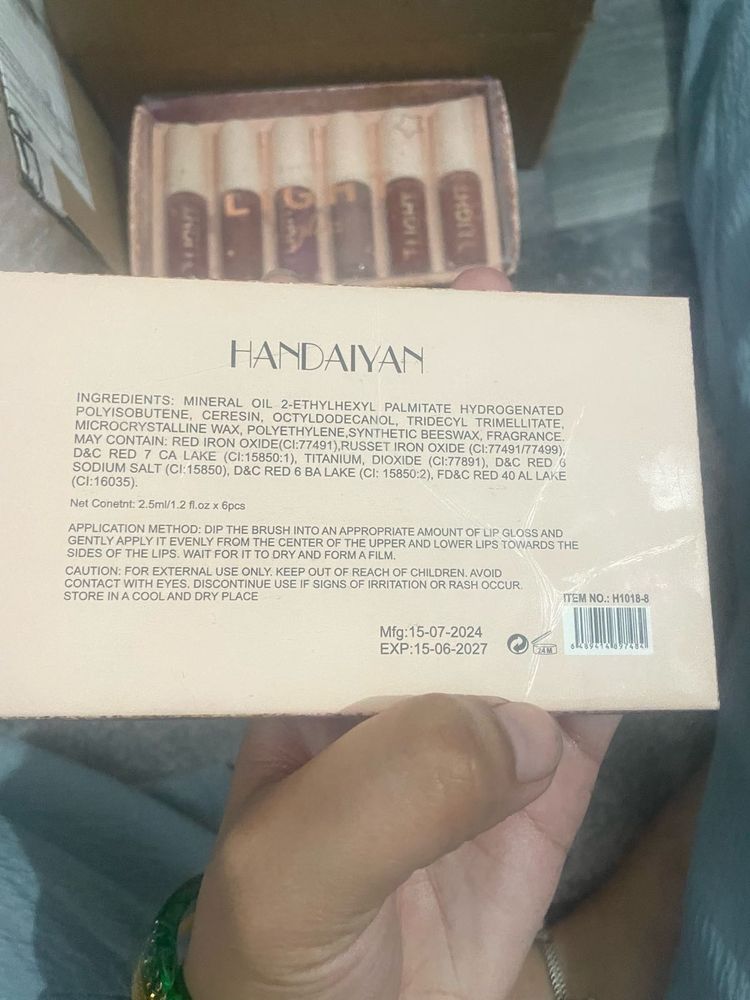 L G H
LIGHT
LIGHT
HANDAIYAN
INGREDIENTS: MINERAL OIL 2-ETHYLHEXYL PALMITATE HYDROGENATED
POLYISOBUTENE, CERESIN, OCTYLDODECANOL, TRIDECYL TRIMELLITATE,
MICROCRYSTALLINE WAX, POLYETHYLENE,SYNTHETIC BEESWAX, FRAGRANCE.
MAY CONTAIN: RED IRON OXIDE(CI:77491),RUSSET IRON OXIDE (CI:77491/77499),
D&C RED 7 CA LAKE (CI:15850:1), TITANIUM, DIOXIDE (CI:77891), D&C RED 6
SODIUM SALT (CI:15850), D&C RED 6 BA LAKE (CI: 15850:2), FD&C RED 40 AL LAKE
(CI:16035).
Net Conetnt: 2.5ml/1.2 fl.oz x 6pcs
APPLICATION METHOD: DIP THE BRUSH INTO AN APPROPRIATE AMOUNT OF LIP GLOSS AND
GENTLY APPLY IT EVENLY FROM THE CENTER OF THE UPPER AND LOWER LIPS TOWARDS THE
SIDES OF THE LIPS. WAIT FOR IT TO DRY AND FORM A FILM.
CAUTION: FOR EXTERNAL USE ONLY. KEEP OUT OF REACH OF CHILDREN. AVOID
CONTACT WITH EYES. DISCONTINUE USE IF SIGNS OF IRRITATION OR RASH OCCUR.
STORE IN A COOL AND DRY PLACE
ITEM NO.: H1018-8
Mfg:15-07-2024
EXP:15-06-2027
24M
6 489414 897484